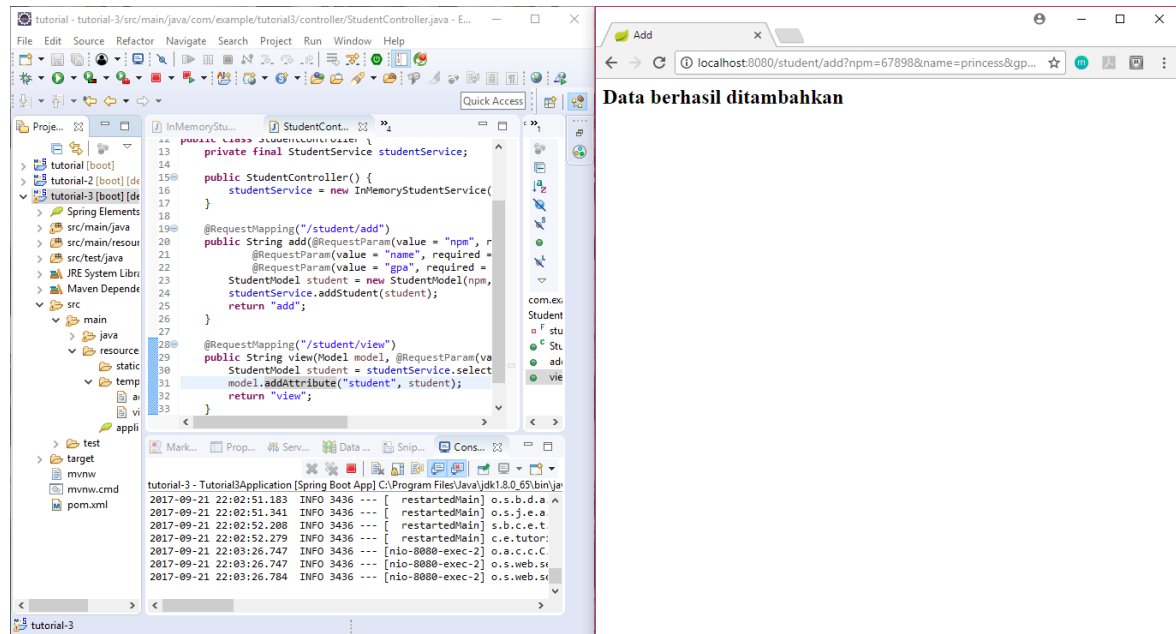 tutorial - tutorial-3/src/main/java/com/example/tutorial3/controller/StudentController.java - E...
File Edit Source Refactor Navigate Search Project Run Window Help
Quick Access
Proje...
tutorial [boot]
tutorial-2 [boot] [de
tutorial-3 [boot] [de
Spring Elements
src/main/java
src/main/resour
src/test/java
JRE System Libra
Maven Depende
src
main
java
resource
static
temp
a
vi
appli
test
target
mvnw
mvnw.cmd
pom.xml
InMemoryStu...
StudentCont...
»4
12 public class StudentController {
13 private final StudentService studentService;
14
15 public StudentController() {
16 studentService = new InMemoryStudentService(
17 }
18
19 @RequestMapping("/student/add")
20 public String add(@RequestParam(value = "npm", r
21 @RequestParam(value = "name", required =
22 @RequestParam(value = "gpa", required =
23 StudentModel student = new StudentModel(npm,
24 studentService.addStudent(student);
25 return "add";
26 }
27
28 @RequestMapping("/student/view")
29 public String view(Model model, @RequestParam(va
30 StudentModel student = studentService.select
31 model.addAttribute("student", student);
32 return "view";
33 }
»1
com.exa
Student
stu
Stu
add
vie
Mark... Prop... Serv... Data ... Snip... Cons...
tutorial-3 - Tutorial3Application [Spring Boot App] C:\Program Files\Java\jdk1.8.0_65\bin\jav
2017-09-21 22:02:51.183 INFO 3436 --- [ restartedMain] o.s.b.d.a.
2017-09-21 22:02:51.341 INFO 3436 --- [ restartedMain] o.s.j.e.a.
2017-09-21 22:02:52.208 INFO 3436 --- [ restartedMain] s.b.c.e.t.
2017-09-21 22:02:52.279 INFO 3436 --- [ restartedMain] c.e.tutori
2017-09-21 22:03:26.747 INFO 3436 --- [nio-8080-exec-2] o.a.c.c.C.
2017-09-21 22:03:26.747 INFO 3436 --- [nio-8080-exec-2] o.s.web.se
2017-09-21 22:03:26.784 INFO 3436 --- [nio-8080-exec-2] o.s.web.se
tutorial-3
Add
localhost:8080/student/add?npm=67898&name=princess&gp...
Data berhasil ditambahkan